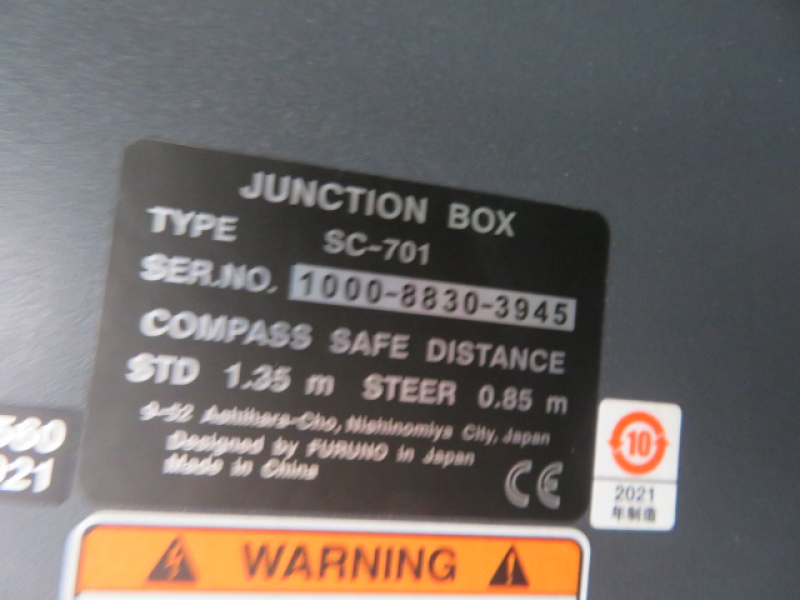 JUNCTION BOX
TYPE SC-701
SER.NO. 1000-8830-3945
COMPASS SAFE DISTANCE
STD 1.35 m STEER 0.85 m
9-52 Ashihara-Cho, Nishinomiya City, Japan
Designed by FURUNO in Japan
Made in China
CE
560
021
10
2021
年制造
WARNING